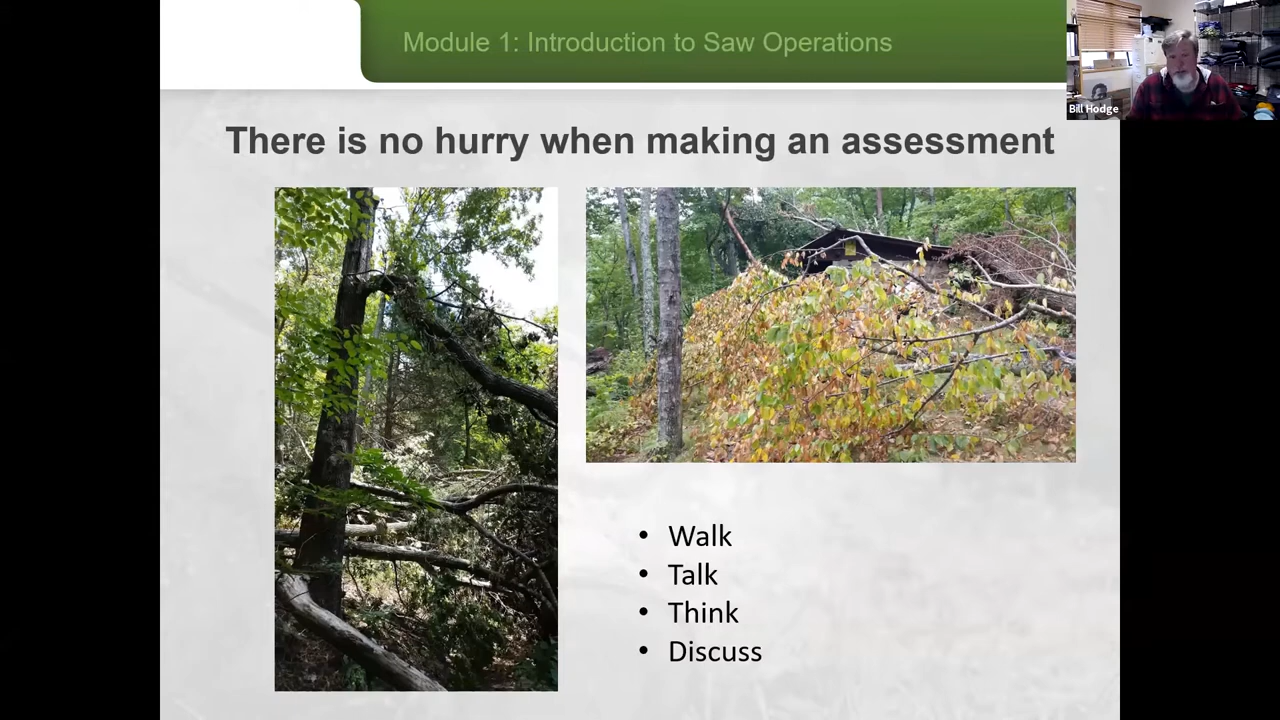 Module 1: Introduction to Saw Operations
Bill Hodge
There is no hurry when making an assessment
• Walk
• Talk
• Think
• Discuss